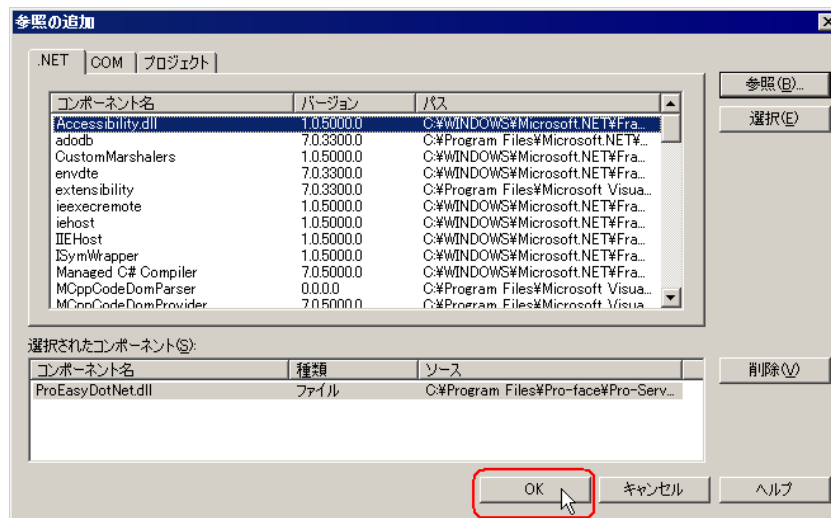 参照の追加
.NET COM プロジェクト
参照(B)...
選択(E)
コンポーネント名 バージョン パス
Accessibility.dll 1.0.5000.0 C:¥WINDOWS¥Microsoft.NET¥Fra...
adodb 7.0.3300.0 C:¥Program Files¥Microsoft.NET¥...
CustomMarshalers 1.0.5000.0 C:¥WINDOWS¥Microsoft.NET¥Fra...
envdte 7.0.3300.0 C:¥WINDOWS¥Microsoft.NET¥Fra...
extensibility 7.0.3300.0 C:¥Program Files¥Microsoft Visua...
ieexecremote 1.0.5000.0 C:¥WINDOWS¥Microsoft.NET¥Fra...
iehost 1.0.5000.0 C:¥WINDOWS¥Microsoft.NET¥Fra...
IIEHost 1.0.5000.0 C:¥WINDOWS¥Microsoft.NET¥Fra...
ISymWrapper 1.0.5000.0 C:¥WINDOWS¥Microsoft.NET¥Fra...
Managed C# Compiler 7.0.5000.0 C:¥WINDOWS¥Microsoft.NET¥Fra...
MCppCodeDomParser 0.0.0.0 C:¥Program Files¥Microsoft Visua...
MCppCodeDomProvider 7.0.5000.0 C:¥Program Files¥Microsoft Visua...
選択されたコンポーネント(S):
コンポーネント名 種類 ソース
ProEasyDotNet.dll ファイル C:¥Program Files¥Pro-face¥Pro-Serv...
削除(V)
OK キャンセル ヘルプ